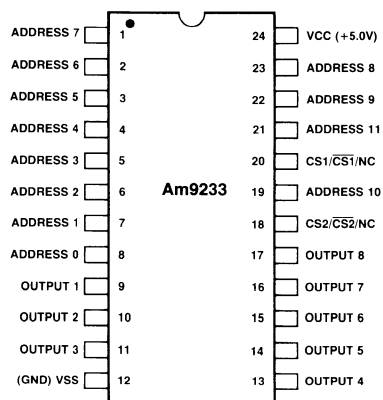 ADDRESS 7 1 24 VCC (+5.0V)
ADDRESS 6 2 23 ADDRESS 8
ADDRESS 5 3 22 ADDRESS 9
ADDRESS 4 4 21 ADDRESS 11
ADDRESS 3 5 20 CS1/C̅S̅1̅/NC
ADDRESS 2 6 Am9233 19 ADDRESS 10
ADDRESS 1 7 18 CS2/C̅S̅2̅/NC
ADDRESS 0 8 17 OUTPUT 8
OUTPUT 1 9 16 OUTPUT 7
OUTPUT 2 10 15 OUTPUT 6
OUTPUT 3 11 14 OUTPUT 5
(GND) VSS 12 13 OUTPUT 4